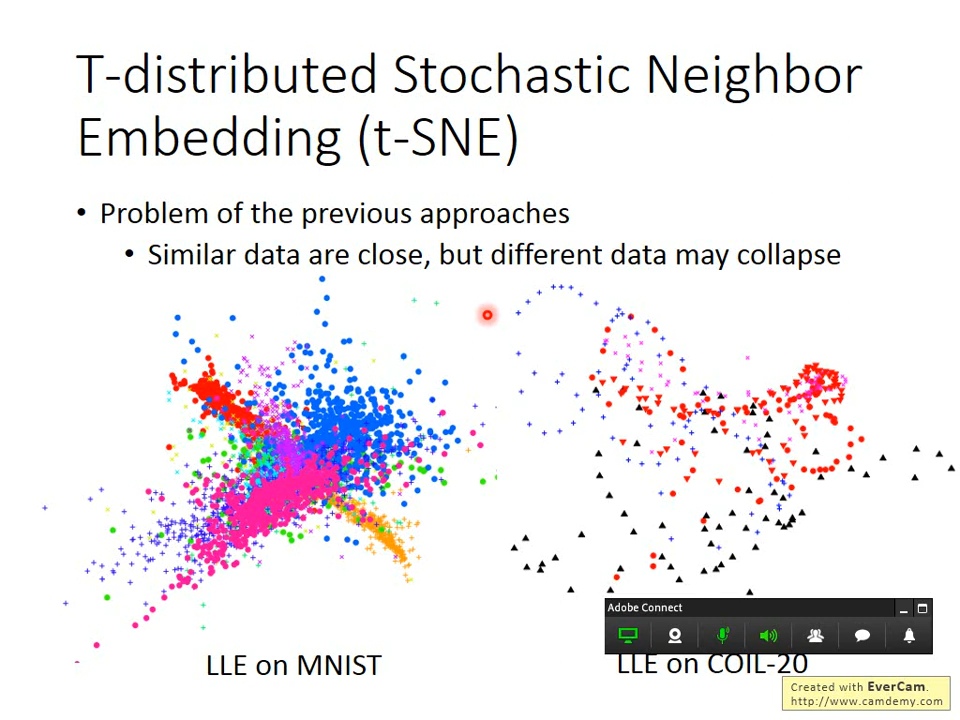 T-distributed Stochastic Neighbor
Embedding (t-SNE)
• Problem of the previous approaches
• Similar data are close, but different data may collapse
Adobe Connect
LLE on MNIST
LLE on COIL-20
Created with EverCam.
http://www.camdemy.com